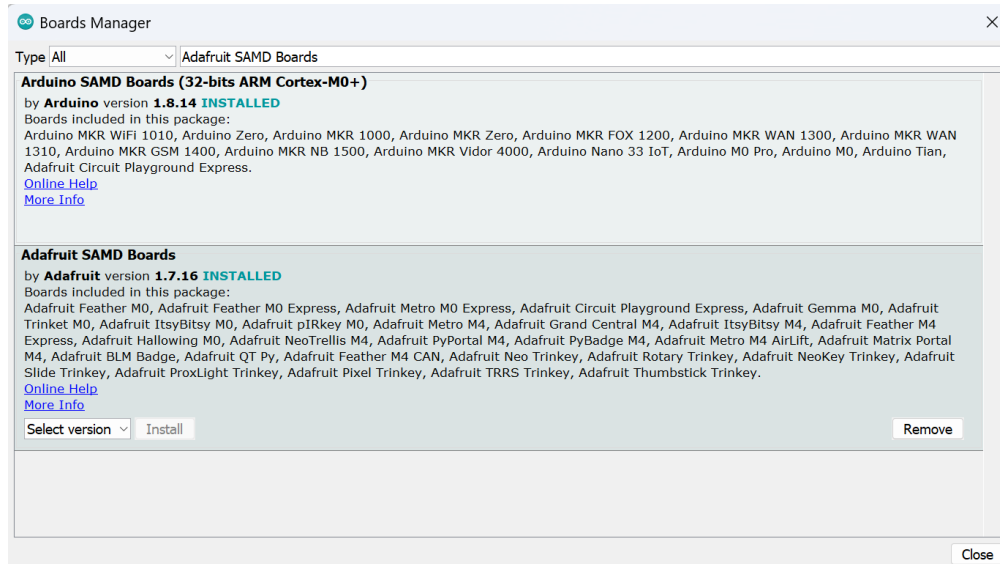 Boards Manager
Type All Adafruit SAMD Boards
Arduino SAMD Boards (32-bits ARM Cortex-M0+)
by Arduino version 1.8.14 INSTALLED
Boards included in this package:
Arduino MKR WiFi 1010, Arduino Zero, Arduino MKR 1000, Arduino MKR Zero, Arduino MKR FOX 1200, Arduino MKR WAN 1300, Arduino MKR WAN
1310, Arduino MKR GSM 1400, Arduino MKR NB 1500, Arduino MKR Vidor 4000, Arduino Nano 33 IoT, Arduino M0 Pro, Arduino M0, Arduino Tian,
Adafruit Circuit Playground Express.
Online Help
More Info
Adafruit SAMD Boards
by Adafruit version 1.7.16 INSTALLED
Boards included in this package:
Adafruit Feather M0, Adafruit Feather M0 Express, Adafruit Metro M0 Express, Adafruit Circuit Playground Express, Adafruit Gemma M0, Adafruit
Trinket M0, Adafruit ItsyBitsy M0, Adafruit pIRkey M0, Adafruit Metro M4, Adafruit Grand Central M4, Adafruit ItsyBitsy M4, Adafruit Feather M4
Express, Adafruit Hallowing M0, Adafruit NeoTrellis M4, Adafruit PyPortal M4, Adafruit PyBadge M4, Adafruit Metro M4 AirLift, Adafruit Matrix Portal
M4, Adafruit BLM Badge, Adafruit QT Py, Adafruit Feather M4 CAN, Adafruit Neo Trinkey, Adafruit Rotary Trinkey, Adafruit NeoKey Trinkey, Adafruit
Slide Trinkey, Adafruit ProxLight Trinkey, Adafruit Pixel Trinkey, Adafruit TRRS Trinkey, Adafruit Thumbstick Trinkey.
Online Help
More Info
Select version Install Remove
Close